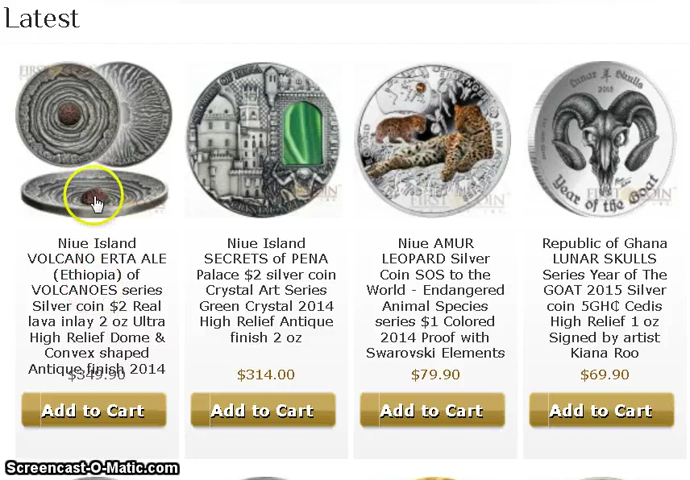 Latest
Niue Island
VOLCANO ERTA ALE
(Ethiopia) of
VOLCANOES series
Silver coin $2 Real
lava inlay 2 oz Ultra
High Relief Dome &
Convex shaped
Antique finish 2014
$349.90
Add to Cart
Niue Island
SECRETS of PENA
Palace $2 silver coin
Crystal Art Series
Green Crystal 2014
High Relief Antique
finish 2 oz
$314.00
Add to Cart
Niue AMUR
LEOPARD Silver
Coin SOS to the
World - Endangered
Animal Species
series $1 Colored
2014 Proof with
Swarovski Elements
$79.90
Add to Cart
Lunar Skulls
2015
Year of the Goat
Republic of Ghana
LUNAR SKULLS
Series Year of The
GOAT 2015 Silver
coin 5GH₵ Cedis
High Relief 1 oz
Signed by artist
Kiana Roo
$69.90
Add to Cart
Screencast-O-Matic.com